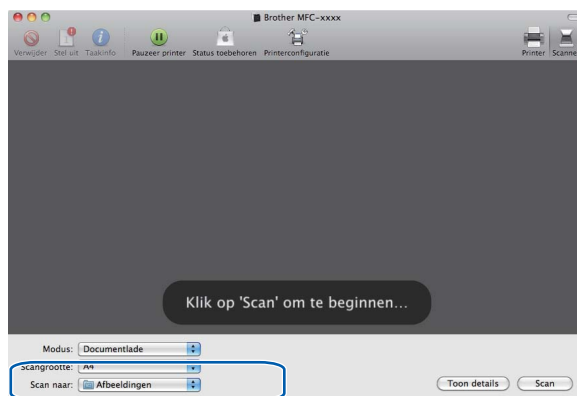 Brother MFC-xxxx
Verwijder Stel uit Taakinfo Pauzeer printer Status toebehoren Printerconfiguratie Printer Scanne
Klik op 'Scan' om te beginnen...
Modus: Documentlade
Scangrootte: A4
Scan naar: Afbeeldingen
Toon details Scan